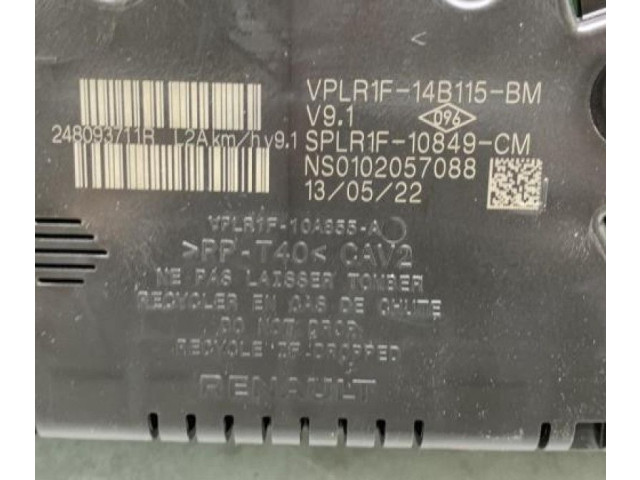 VPLR1F-14B115-BM
V9.1 096
248093711R L2A km/h v9.1 SPLR1F-10849-CM
NS0102057088
13/05/22
VPLR1F-10A855-A
>PP-T40< CAV2
NE PAS LAISSER TOMBER
RECYCLER EN CAS DE CHUTE
DO NOT DROP
RECYCLE IF DROPPED
RENAULT